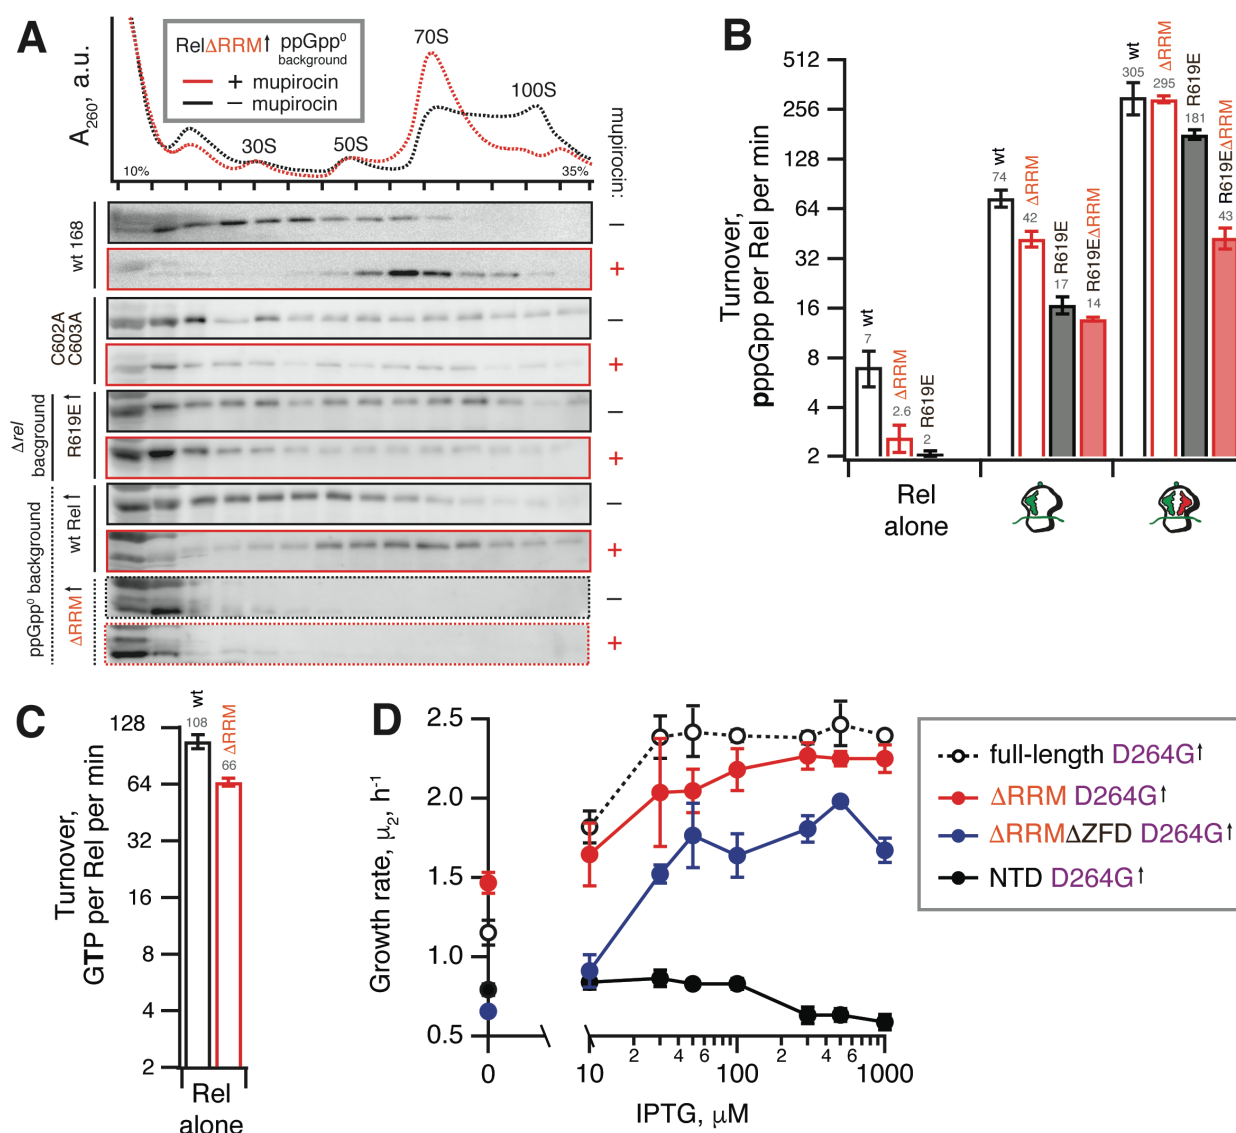 A
A260, a.u.
RelΔRRM↑ ppGpp⁰
background
+ mupirocin
− mupirocin
70S
100S
30S
50S
10%
35%
mupirocin:
wt 168
−
+
C602A
C603A
−
+
Δrel
bacground
R619E↑
−
+
ppGpp⁰ background
wt Rel↑
−
+
ΔRRM↑
−
+
B
Turnover,
pppGpp per Rel per min
512
256
128
64
32
16
8
4
2
wt
7
ΔRRM
2.6
R619E
2
wt
74
ΔRRM
42
R619E
17
R619EΔRRM
14
wt
305
ΔRRM
295
R619E
181
R619EΔRRM
43
Rel
alone
C
Turnover,
GTP per Rel per min
128
64
32
16
8
4
2
wt
108
ΔRRM
66
Rel
alone
D
Growth rate, μ₂, h⁻¹
2.5
2.0
1.5
1.0
0.5
0
10
2
4
6
100
2
4
6
1000
IPTG, μM
full-length D264G↑
ΔRRM D264G↑
ΔRRMΔZFD D264G↑
NTD D264G↑